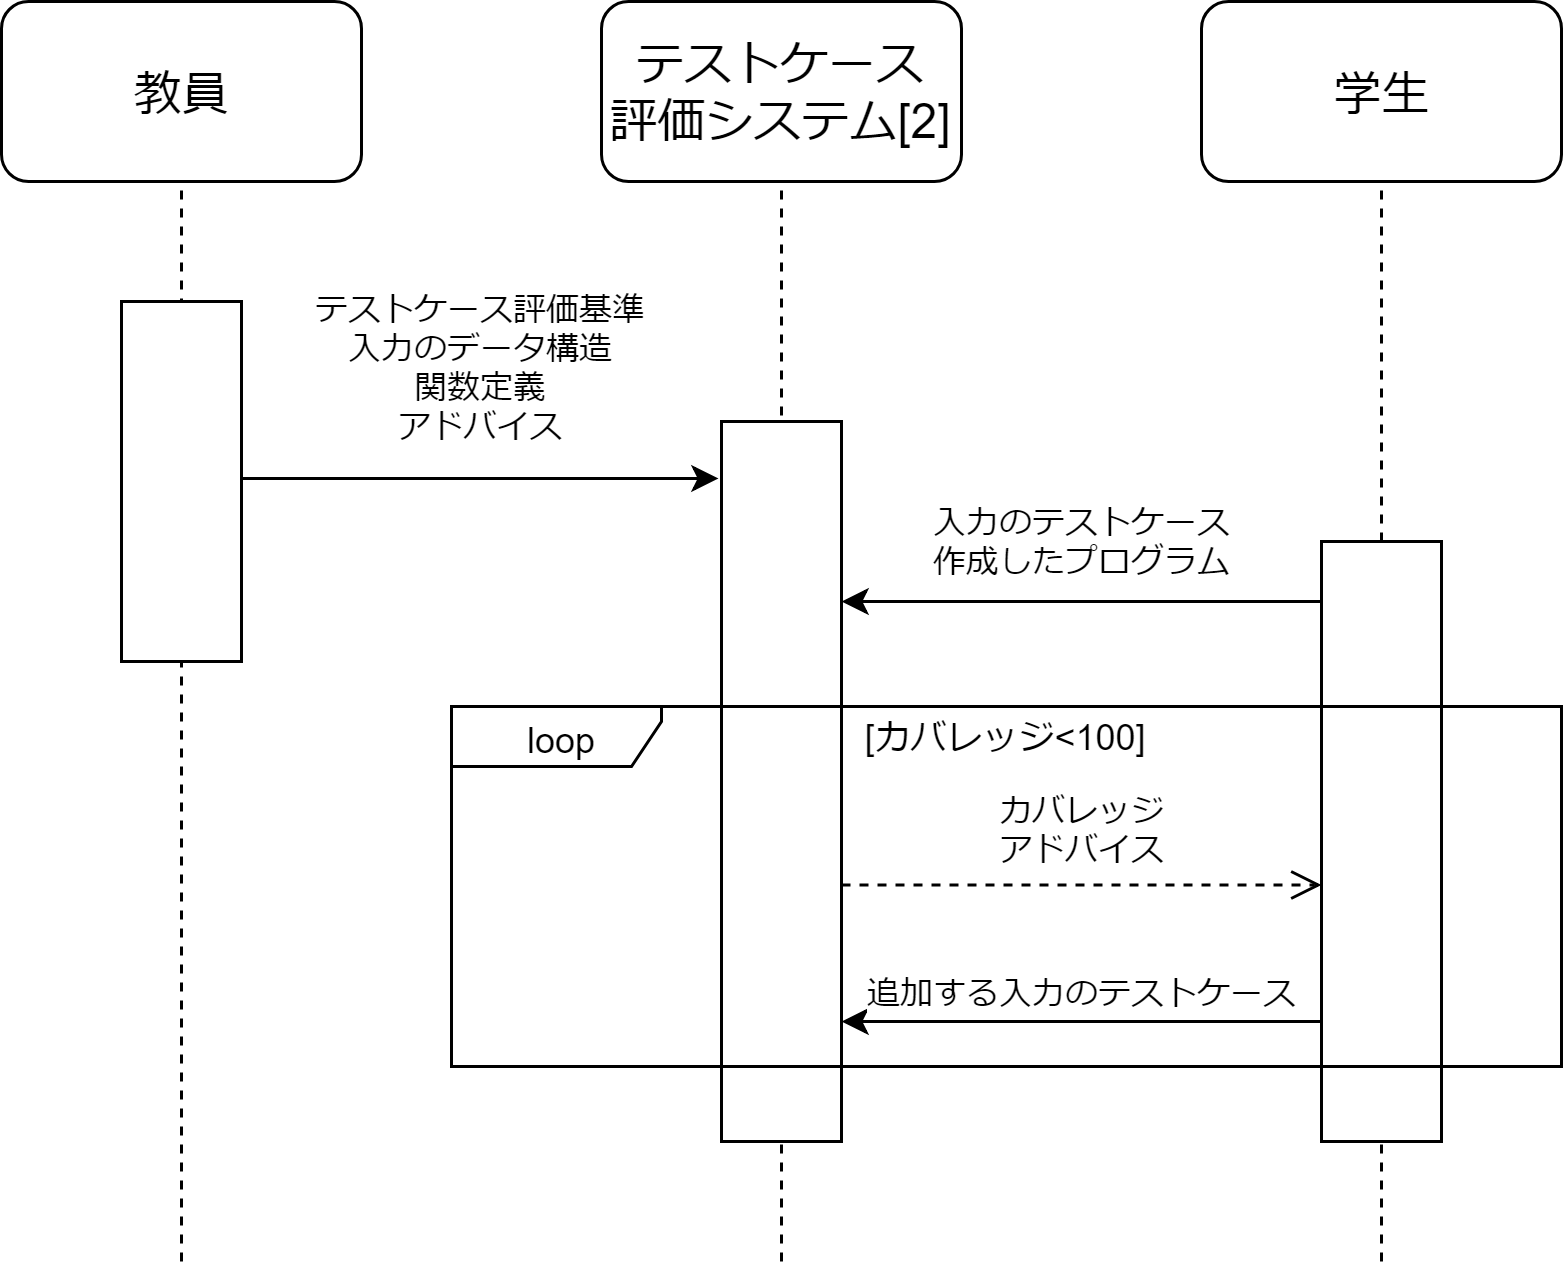 教員
テストケース
評価システム[2]
学生
テストケース評価基準
入力のデータ構造
関数定義
アドバイス
入力のテストケース
作成したプログラム
loop
[カバレッジ<100]
カバレッジ
アドバイス
追加する入力のテストケース